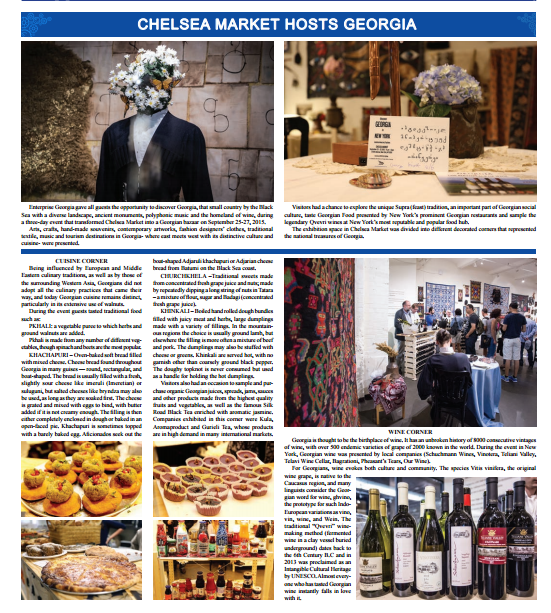 CHELSEA MARKET HOSTS GEORGIA
Enterprise Georgia gave all guests the opportunity to discover Georgia, that small country by the Black
Sea with a diverse landscape, ancient monuments, polyphonic music and the homeland of wine, during
a three-day event that transformed Chelsea Market into a Georgian bazaar on September 25-27, 2015.
Arts, crafts, hand-made souvenirs, contemporary artworks, fashion designers' clothes, traditional
textile, music and tourism destinations in Georgia- where east meets west with its distinctive culture and
cuisine- were presented.
Visitors had a chance to explore the unique Supra (feast) tradition, an important part of Georgian social
culture, taste Georgian Food presented by New York's prominent Georgian restaurants and sample the
legendary Qvevri wines at New York's most reputable and popular food hub.
The exhibition space in Chelsea Market was divided into different decorated corners that represented
the national treasures of Georgia.
GEORGIA
NEW YORK
CUISINE CORNER
Being influenced by European and Middle
Eastern culinary traditions, as well as by those of
the surrounding Western Asia, Georgians did not
adopt all the culinary practices that came their
way, and today Georgian cuisine remains distinct,
particularly in its extensive use of walnuts.
During the event guests tasted traditional food
such as:
PKHALI: a vegetable puree to which herbs and
ground walnuts are added.
Pkhali is made from any number of different veg-
etables, though spinach and beets are the most popular.
KHACHAPURI – Oven-baked soft bread filled
with mixed cheese. Cheese bread found throughout
Georgia in many guises — round, rectangular, and
boat-shaped. The bread is usually filled with a fresh,
slightly sour cheese like imeruli (Imeretian) or
suluguni, but salted cheeses like bryndza may also
be used, as long as they are soaked first. The cheese
is grated and mixed with eggs to bind, with butter
added if it is not creamy enough. The filling is then
either completely enclosed in dough or baked in an
open-faced pie. Khachapuri is sometimes topped
with a barely baked egg. Aficionados seek out the
boat-shaped Adjaruli khachapuri or Adjarian cheese
bread from Batumi on the Black Sea coast.
CHURCHKHELA –Traditional sweets made
from concentrated fresh grape juice and nuts; made
by repeatedly dipping a long string of nuts in Tatara
– a mixture of flour, sugar and Badagi (concentrated
fresh grape juice).
KHINKALI – Boiled hand rolled dough bundles
filled with juicy meat and herbs, large dumplings
made with a variety of fillings. In the mountain-
ous regions the choice is usually ground lamb, but
elsewhere the filling is more often a mixture of beef
and pork. The dumplings may also be stuffed with
cheese or greens. Khinkali are served hot, with no
garnish other than coarsely ground black pepper.
The doughy topknot is never consumed but used
as a handle for holding the hot dumplings.
Visitors also had an occasion to sample and pur-
chase organic Georgian juices, spreads, jams, sauces
and other products made from the highest quality
fruits and vegetables, as well as the famous Silk
Road Black Tea enriched with aromatic jasmine.
Companies exhibited in this corner were Kula,
Aromaproduct and Gurieli Tea, whose products
are in high demand in many international markets.
WINE CORNER
Georgia is thought to be the birthplace of wine. It has an unbroken history of 8000 consecutive vintages
of wine, with over 500 endemic varieties of grape of 2000 known in the world. During the event in New
York, Georgian wine was presented by local companies (Schuchmann Wines, Vinoterra, Teliani Valley,
Telavi Wine Cellar, Bagrationi, Pheasant's Tears, Our Wine).
For Georgians, wine evokes both culture and community. The species Vitis vinifera, the original
wine grape, is native to the
Caucasus region, and many
linguists consider the Geor-
gian word for wine, ghvino,
the prototype for such Indo-
European variations as vino,
vin, wine, and Wein. The
traditional "Qvevri" wine-
making method (fermented
wine in a clay vessel buried
underground) dates back to
the 6th Century B.C and in
2013 was proclaimed as an
Intangible Cultural Heritage
by UNESCO. Almost every-
one who has tasted Georgian
wine instantly falls in love
with it.